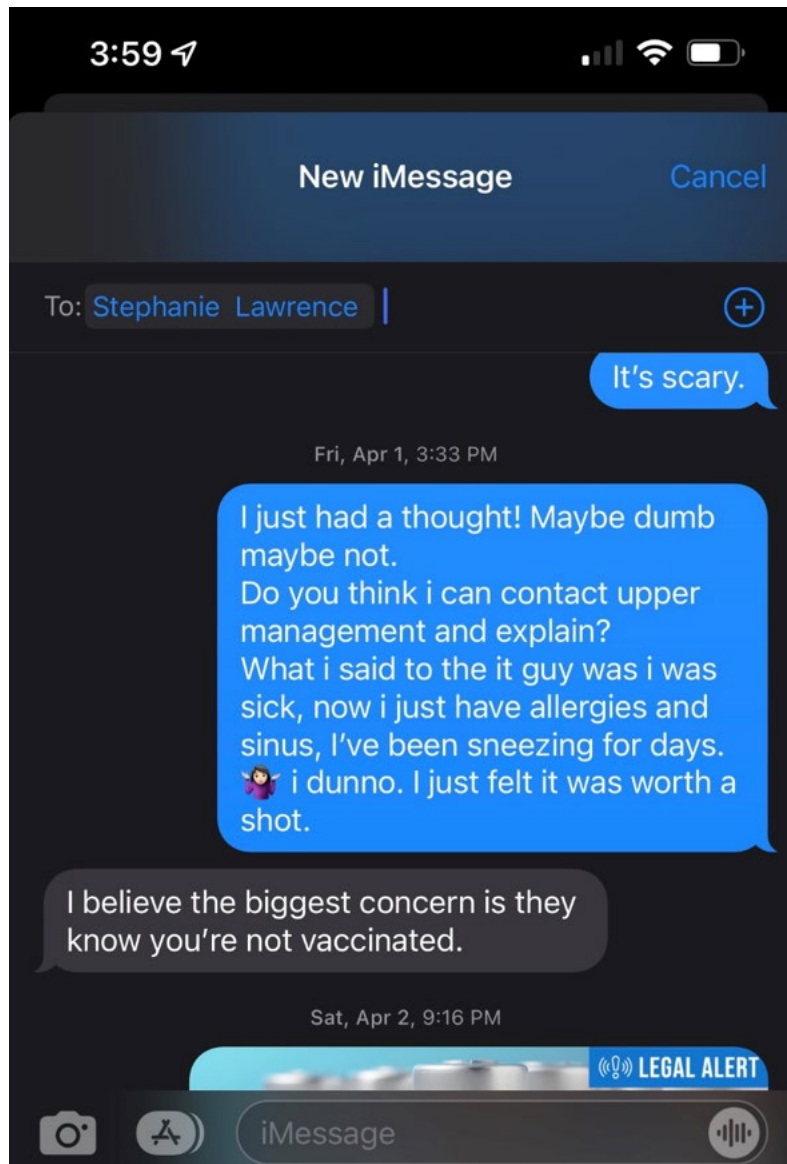 3:59
New iMessage Cancel
To: Stephanie Lawrence
It's scary.
Fri, Apr 1, 3:33 PM
I just had a thought! Maybe dumb
maybe not.
Do you think i can contact upper
management and explain?
What i said to the it guy was i was
sick, now i just have allergies and
sinus, I've been sneezing for days.
🤷🏻‍♀️ i dunno. I just felt it was worth a
shot.
I believe the biggest concern is they
know you're not vaccinated.
Sat, Apr 2, 9:16 PM
LEGAL ALERT
iMessage